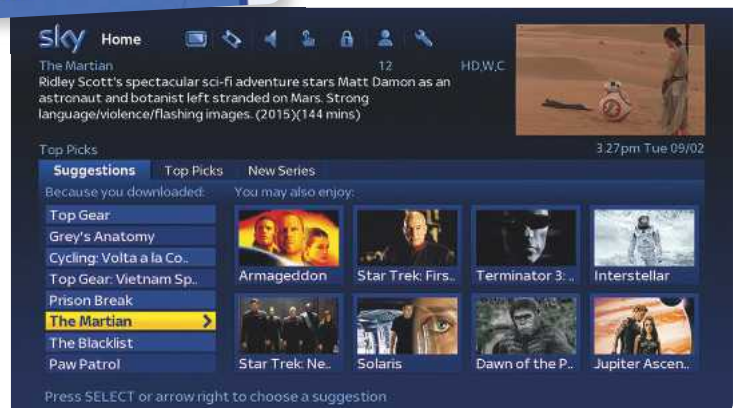 sky Home
The Martian 12 HD,W,C
Ridley Scott's spectacular sci-fi adventure stars Matt Damon as an
astronaut and botanist left stranded on Mars. Strong
language/violence/flashing images. (2015)(144 mins)
Top Picks 3.27pm Tue 09/02
Suggestions Top Picks New Series
Because you downloaded: You may also enjoy:
Top Gear
Grey's Anatomy
Cycling: Volta a la Co..
Top Gear: Vietnam Sp..
Prison Break
The Martian
The Blacklist
Paw Patrol
Armageddon Star Trek: Firs.. Terminator 3: .. Interstellar
Star Trek: Ne.. Solaris Dawn of the P.. Jupiter Ascen..
Press SELECT or arrow right to choose a suggestion